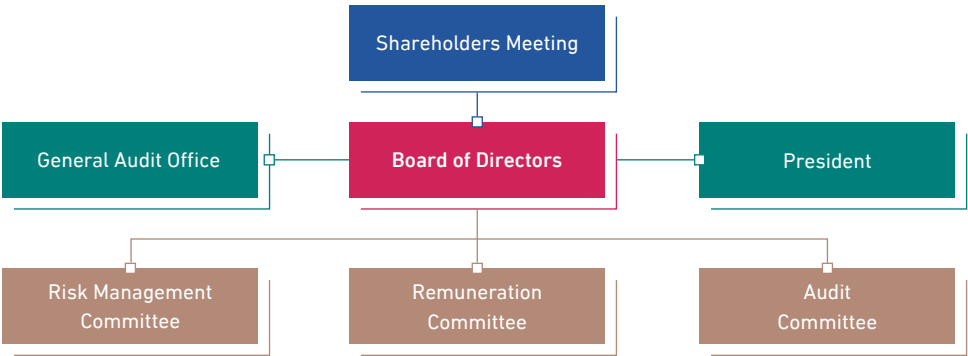 Shareholders Meeting
General Audit Office
Board of Directors
President
Risk Management
Committee
Remuneration
Committee
Audit
Committee